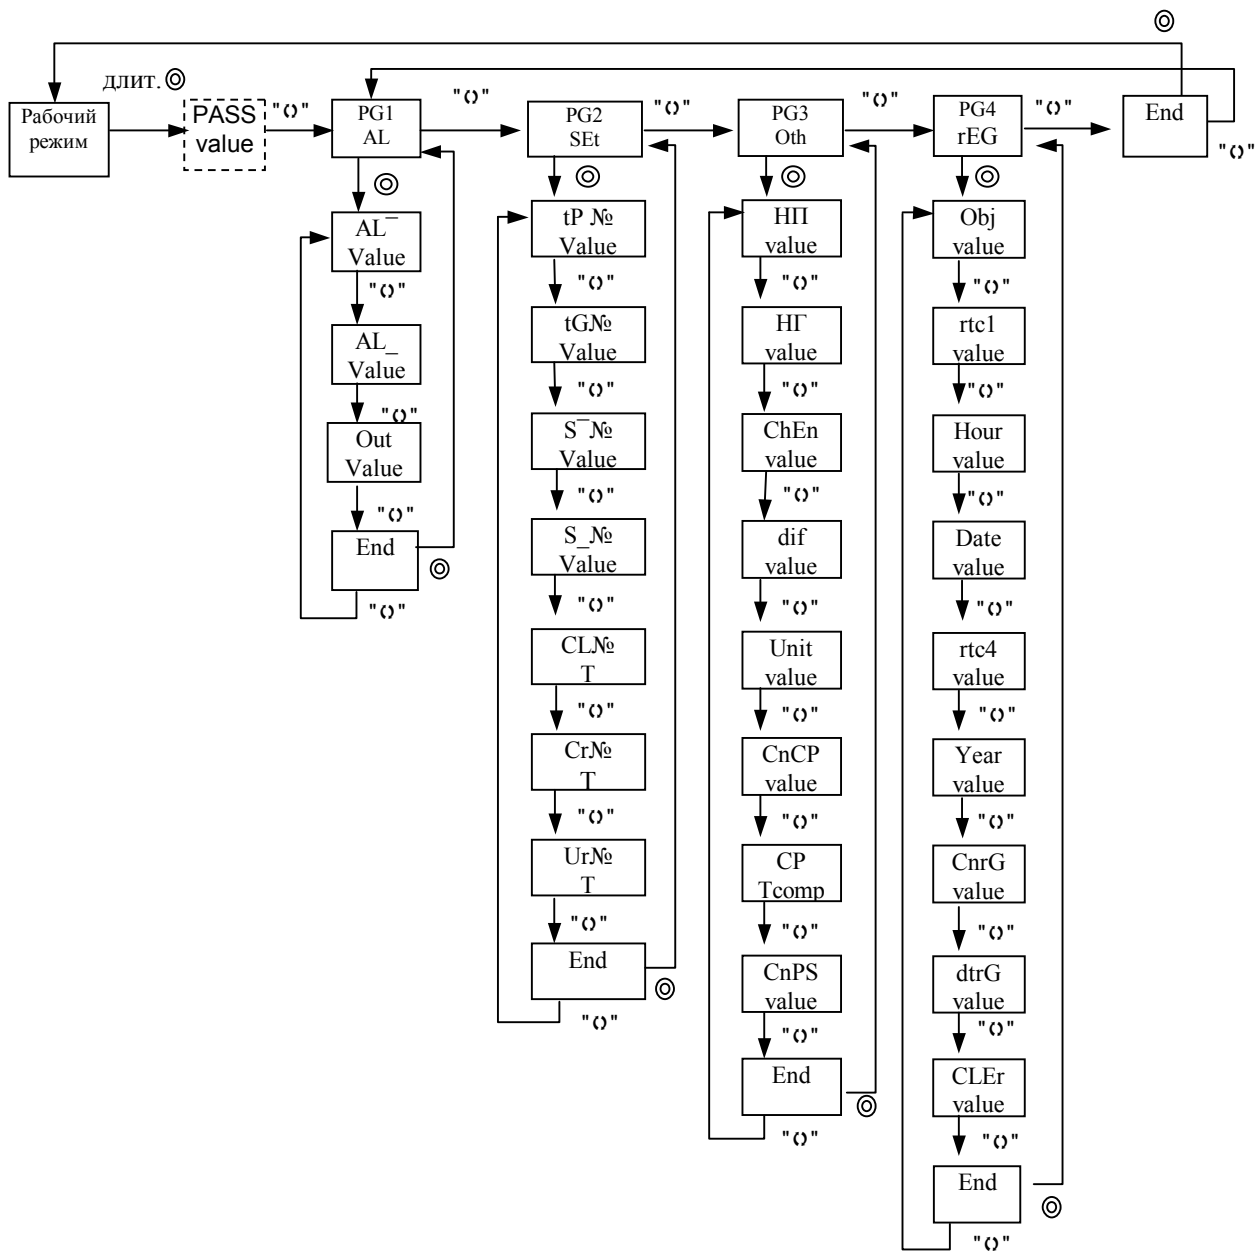 длит.
Рабочий
режим
PASS
value
"()"
PG1
AL
"()"
PG2
SEt
"()"
PG3
Oth
"()"
PG4
rEG
"()"
End
"()"
AL¯
Value
"()"
AL_
Value
"()"
Out
Value
"()"
End
"()"
tP №
Value
"()"
tG№
Value
"()"
S¯№
Value
"()"
S_№
Value
"()"
CL№
T
"()"
Cr№
T
"()"
Ur№
T
"()"
End
"()"
НП
value
"()"
НГ
value
"()"
ChEn
value
"()"
dif
value
"()"
Unit
value
"()"
CnCP
value
"()"
CP
Tcomp
"()"
CnPS
value
"()"
End
"()"
Obj
value
"()"
rtc1
value
"()"
Hour
value
"()"
Date
value
"()"
rtc4
value
"()"
Year
value
"()"
CnrG
value
"()"
dtrG
value
"()"
CLEr
value
"()"
End
"()"